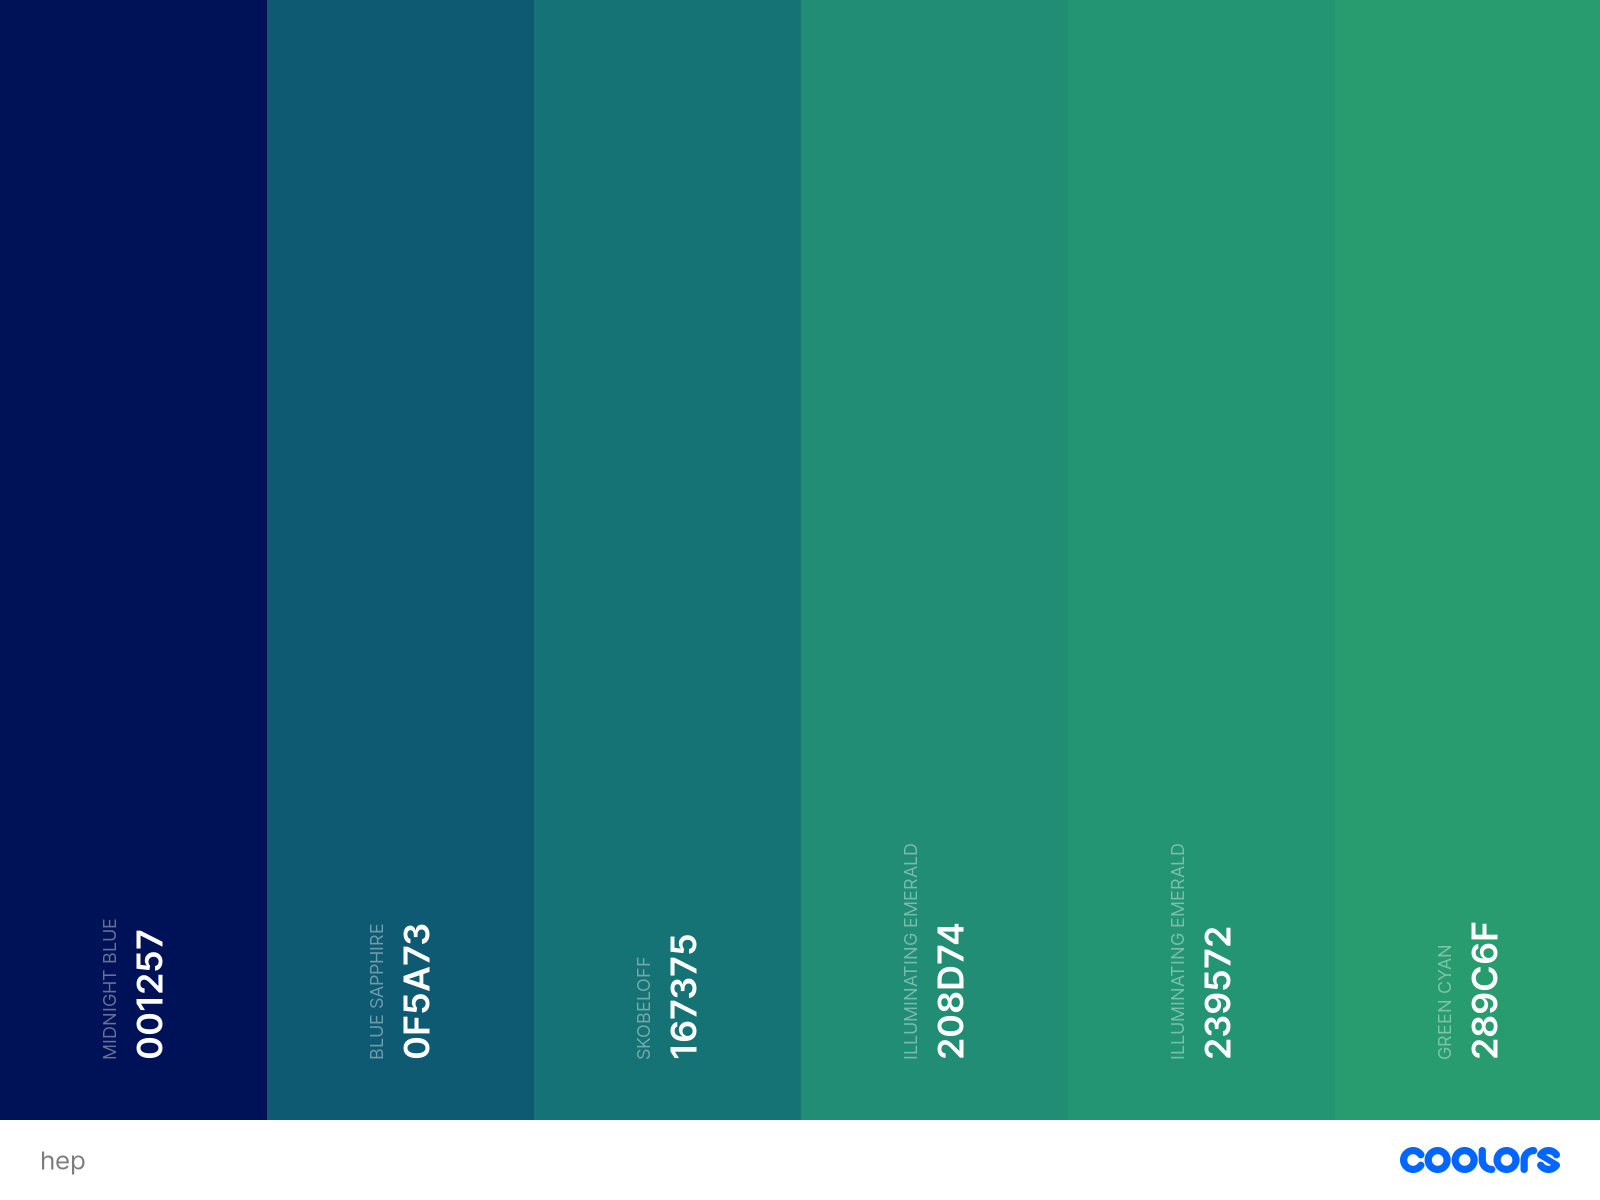 MIDNIGHT BLUE
001257
BLUE SAPPHIRE
0F5A73
SKOBELOFF
167375
ILLUMINATING EMERALD
208D74
ILLUMINATING EMERALD
239572
GREEN CYAN
289C6F
hep
coolors